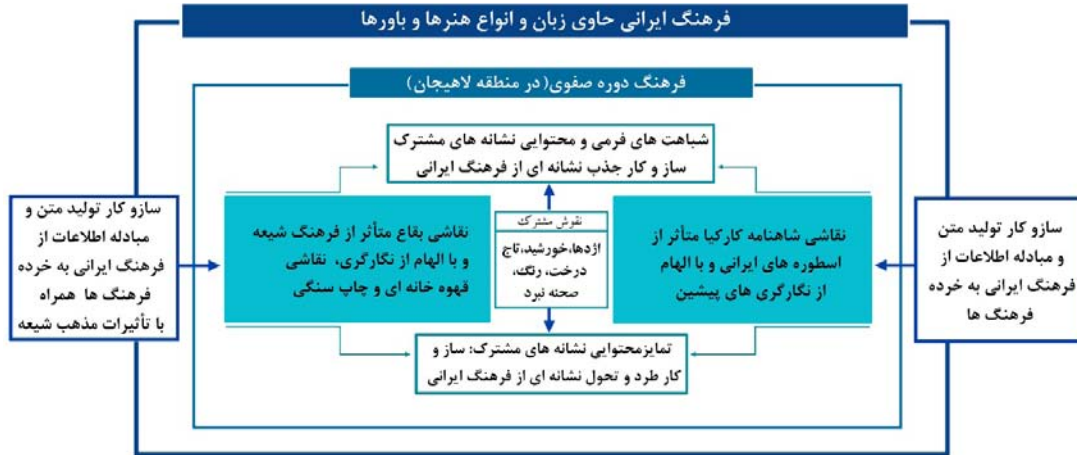 فرهنگ ایرانی حاوی زبان و انواع هنرها و باورها
فرهنگ دوره صفوی(در منطقه لاهیجان)
شباهت های فرمی و محتوایی نشانه های مشترک
ساز و کار جذب نشانه ای از فرهنگ ایرانی
سازو کار تولید متن
و مبادله اطلاعات از
فرهنگ ایرانی به خرده
فرهنگ ها
نقاشی شاهنامه کارکیا متأثر از
اسطوره های ایرانی و با الهام
از نگارگری های پیشین
نقوش مشترک
اژدها،خورشید،تاج
درخت، رنگ،
صحنه نبرد
نقاشی بقاع متأثر از فرهنگ شیعه
و با الهام از نگارگری، نقاشی
قهوه خانه ای و چاپ سنگی
سازو کار تولید متن و
مبادله اطلاعات از
فرهنگ ایرانی به خرده
فرهنگ ها همراه
با تأثیرات مذهب شیعه
تمایزمحتوایی نشانه های مشترک: ساز و
کار طرد و تحول نشانه ای از فرهنگ ایرانی